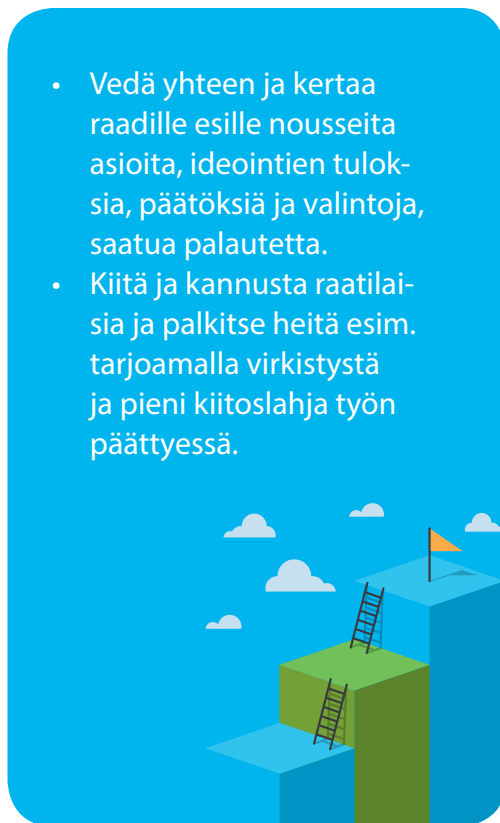 • Vedä yhteen ja kertaa
raadille esille nousseita
asioita, ideointien tulok-
sia, päätöksiä ja valintoja,
saatua palautetta.
• Kiitä ja kannusta raatilai-
sia ja palkitse heitä esim.
tarjoamalla virkistystä
ja pieni kiitoslahja työn
päättyessä.